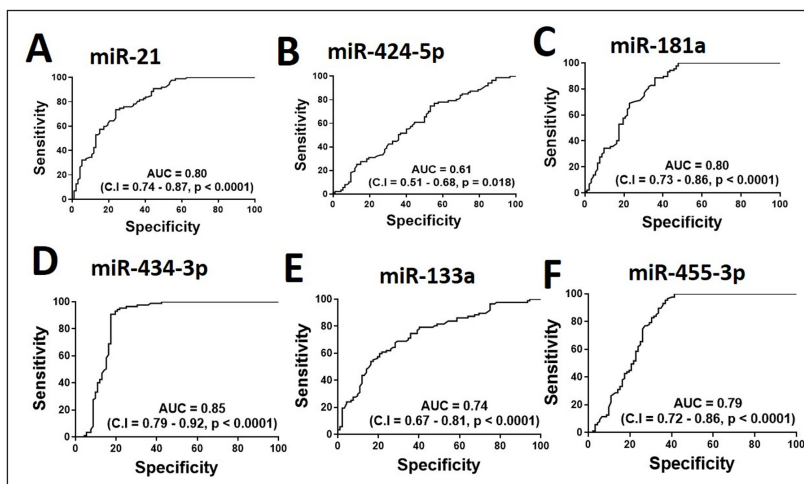 A
miR-21
Sensitivity
100
80
60
40
20
0
AUC = 0.80
(C.I = 0.74 - 0.87, p < 0.0001)
0 20 40 60 80 100
Specificity
B
miR-424-5p
Sensitivity
100
80
60
40
20
0
AUC = 0.61
(C.I = 0.51 - 0.68, p = 0.018)
0 20 40 60 80 100
Specificity
C
miR-181a
Sensitivity
100
80
60
40
20
0
AUC = 0.80
(C.I = 0.73 - 0.86, p < 0.0001)
0 20 40 60 80 100
Specificity
D
miR-434-3p
Sensitivity
100
80
60
40
20
0
AUC = 0.85
(C.I = 0.79 - 0.92, p < 0.0001)
0 20 40 60 80 100
Specificity
E
miR-133a
Sensitivity
100
80
60
40
20
0
AUC = 0.74
(C.I = 0.67 - 0.81, p < 0.0001)
0 20 40 60 80 100
Specificity
F
miR-455-3p
Sensitivity
100
80
60
40
20
0
AUC = 0.79
(C.I = 0.72 - 0.86, p < 0.0001)
0 20 40 60 80 100
Specificity